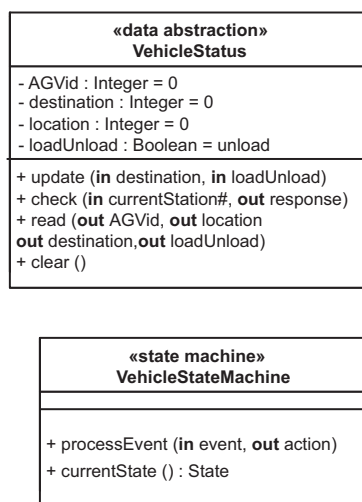 «data abstraction»
VehicleStatus
- AGVid : Integer = 0
- destination : Integer = 0
- location : Integer = 0
- loadUnload : Boolean = unload
+ update (in destination, in loadUnload)
+ check (in currentStation#, out response)
+ read (out AGVid, out location
out destination,out loadUnload)
+ clear ()
«state machine»
VehicleStateMachine
+ processEvent (in event, out action)
+ currentState () : State